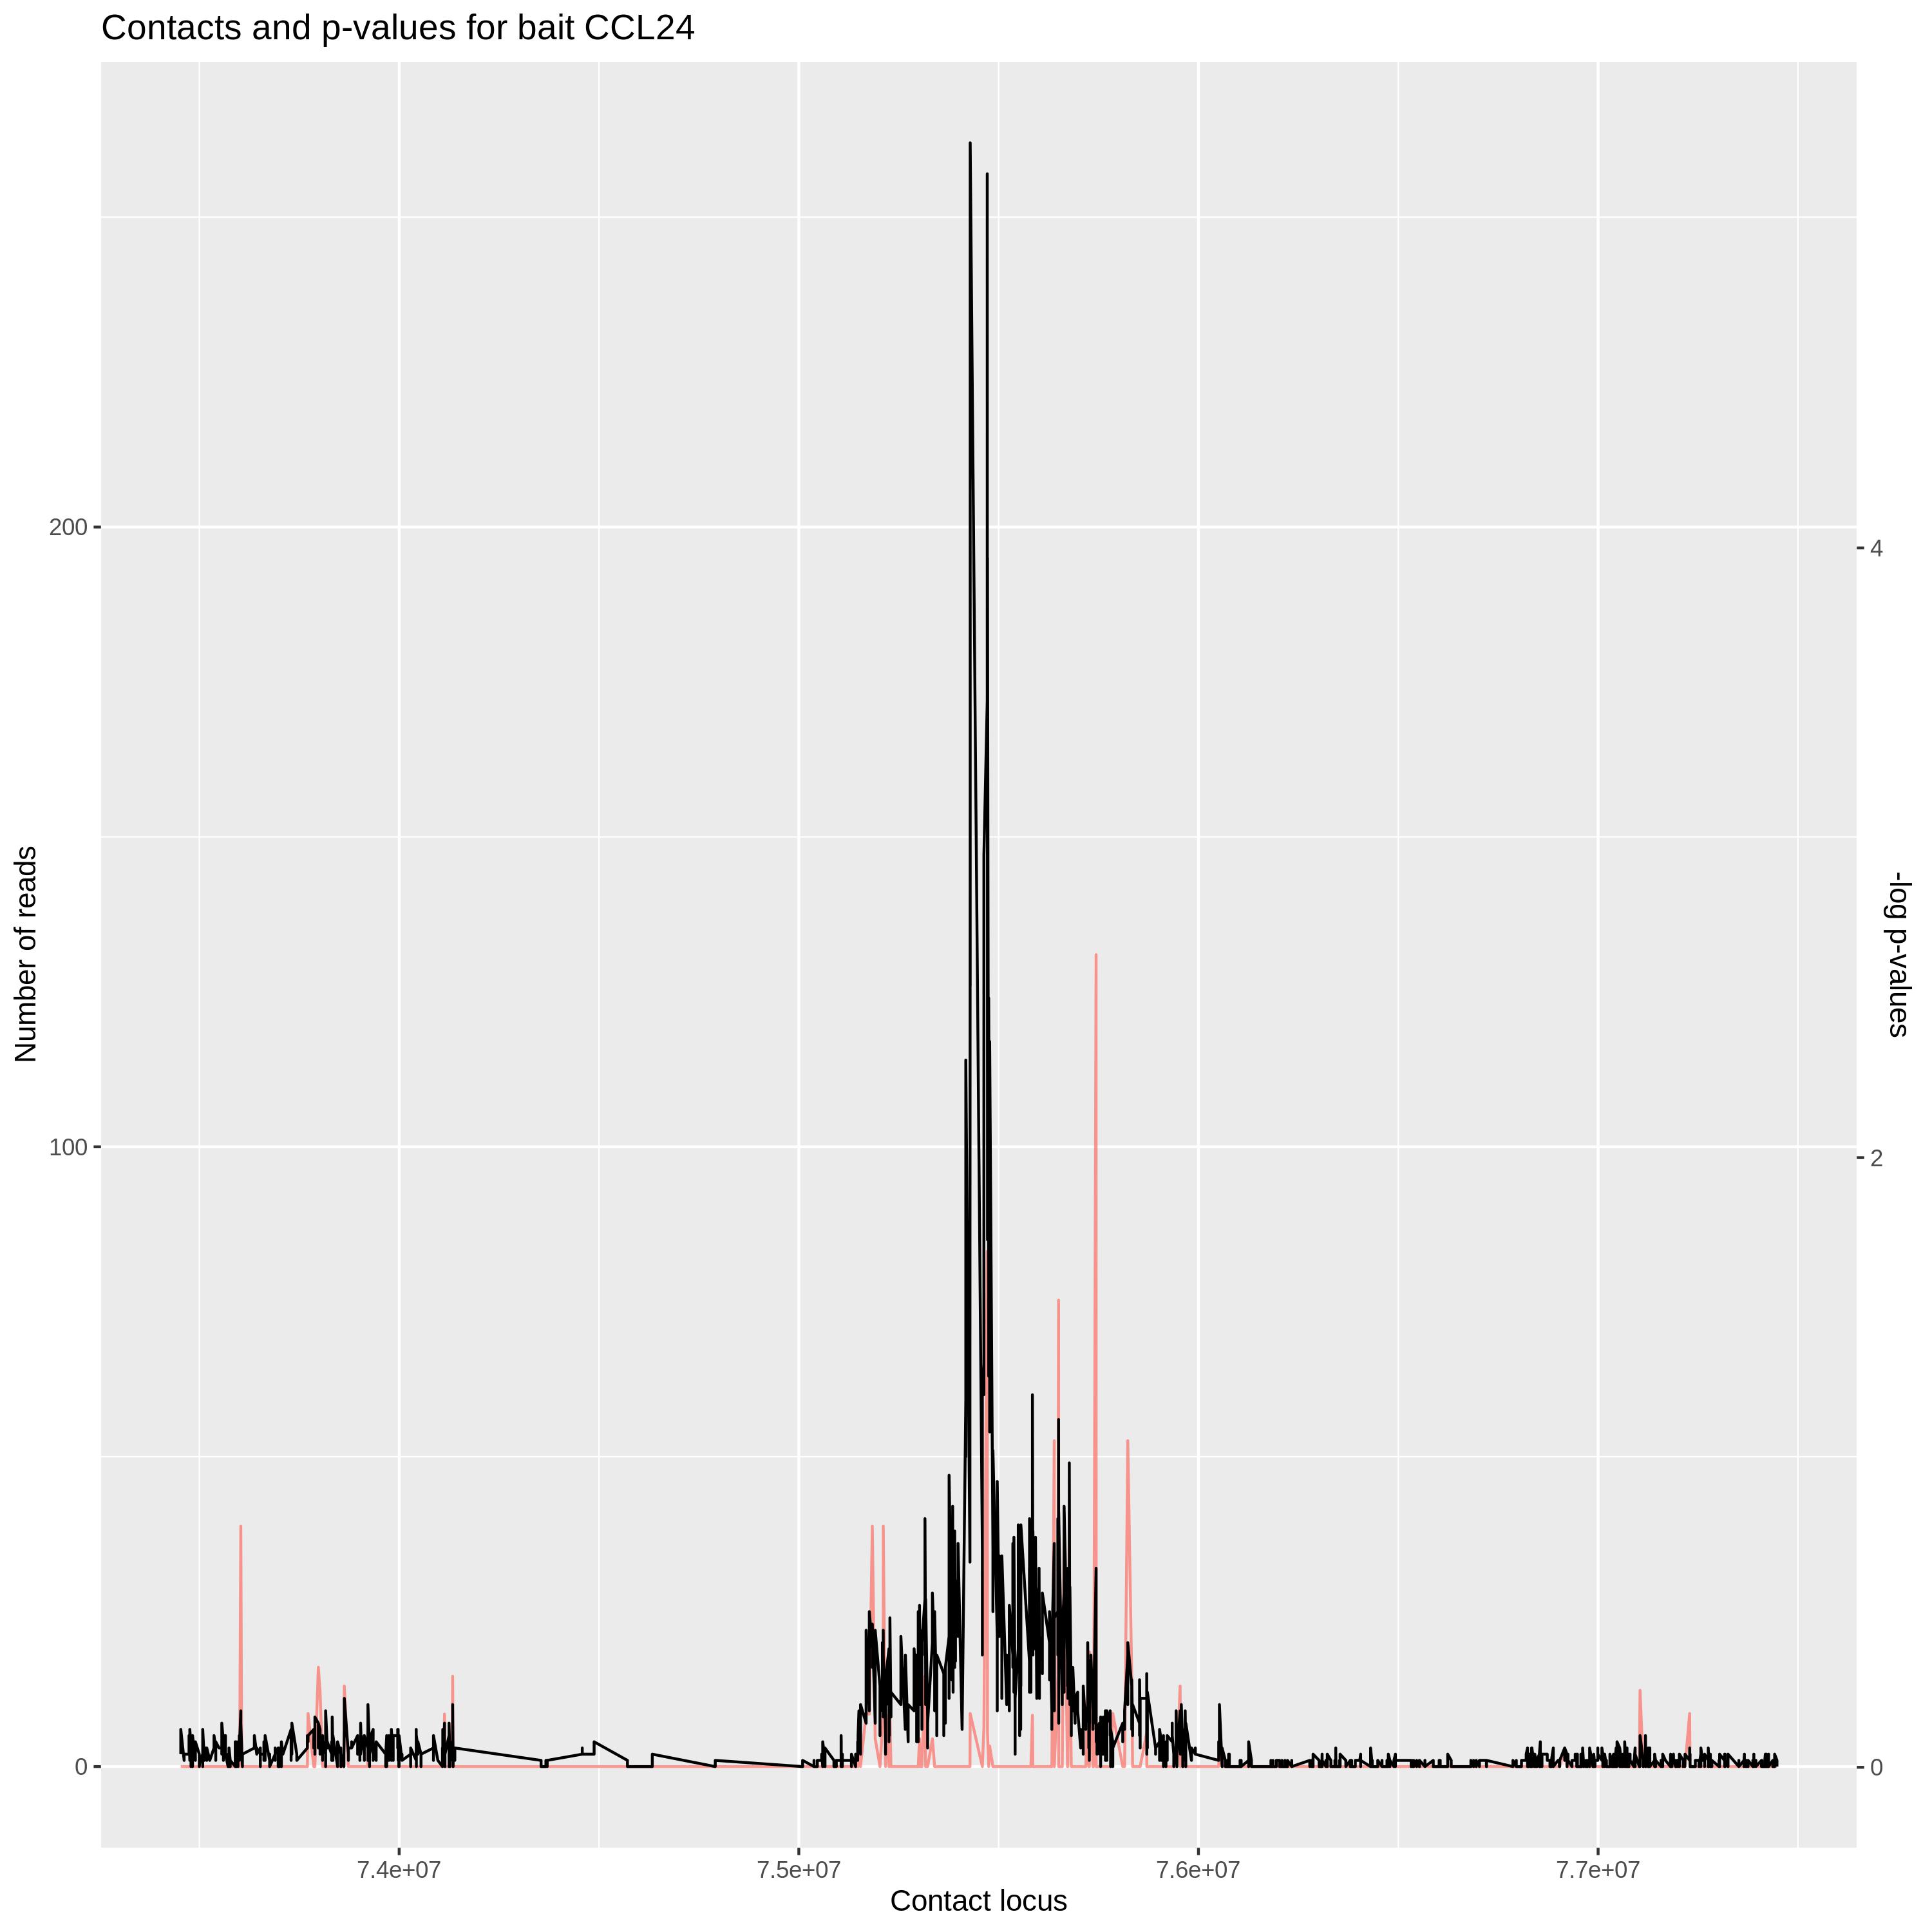 Contacts and p-values for bait CCL24
Number of reads
200
100
0
4
2
0
-log p-values
7.4e+07
7.5e+07
7.6e+07
7.7e+07
Contact locus